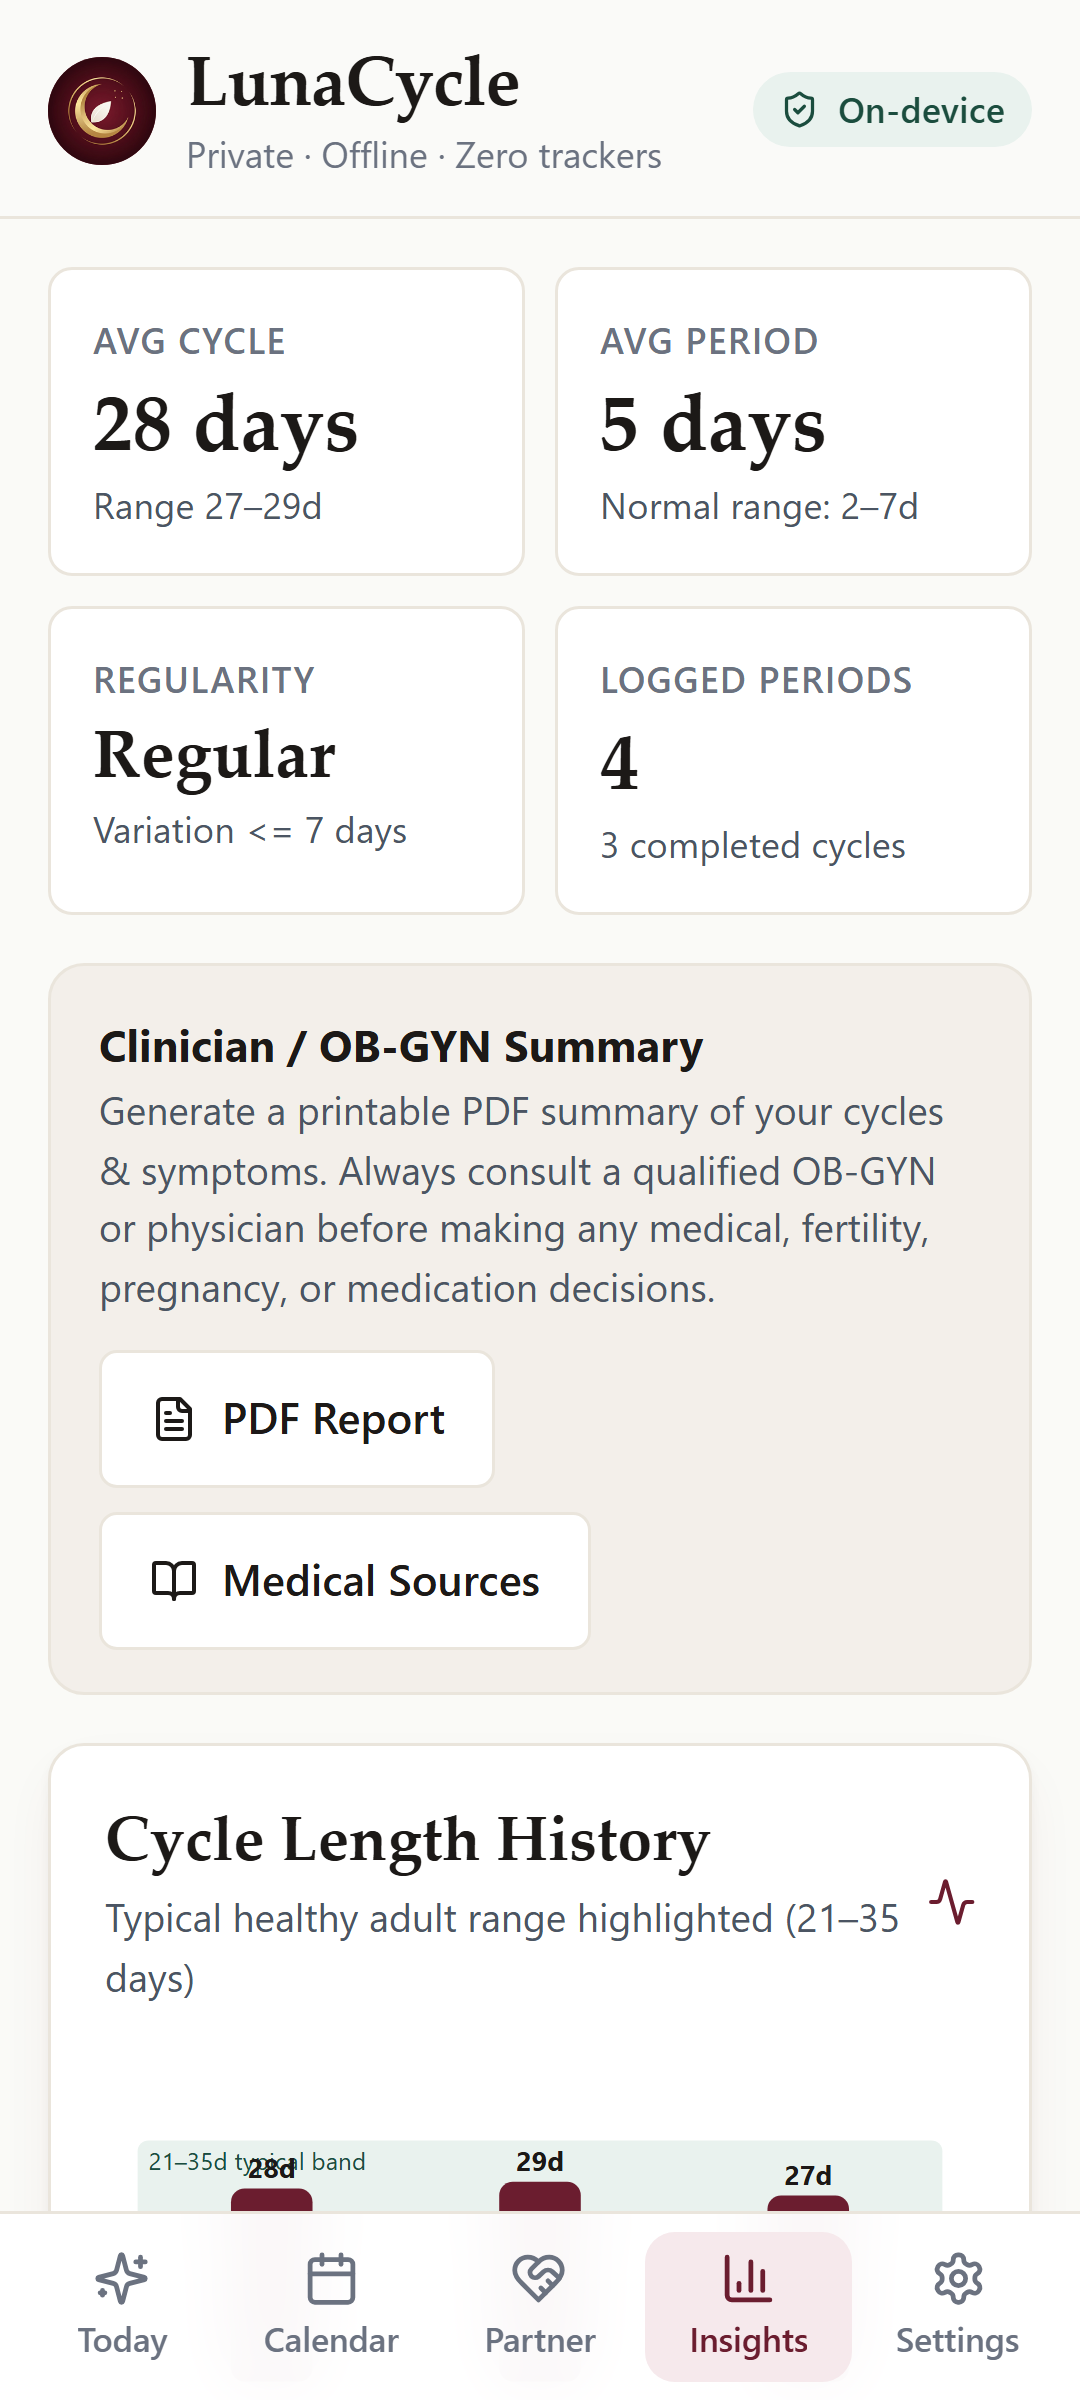 LunaCycle
Private · Offline · Zero trackers
On-device
AVG CYCLE
28 days
Range 27–29d
AVG PERIOD
5 days
Normal range: 2–7d
REGULARITY
Regular
Variation <= 7 days
LOGGED PERIODS
4
3 completed cycles
Clinician / OB-GYN Summary
Generate a printable PDF summary of your cycles
& symptoms. Always consult a qualified OB-GYN
or physician before making any medical, fertility,
pregnancy, or medication decisions.
PDF Report
Medical Sources
Cycle Length History
Typical healthy adult range highlighted (21–35
days)
21–35d typical band
28d
29d
27d
Today
Calendar
Partner
Insights
Settings